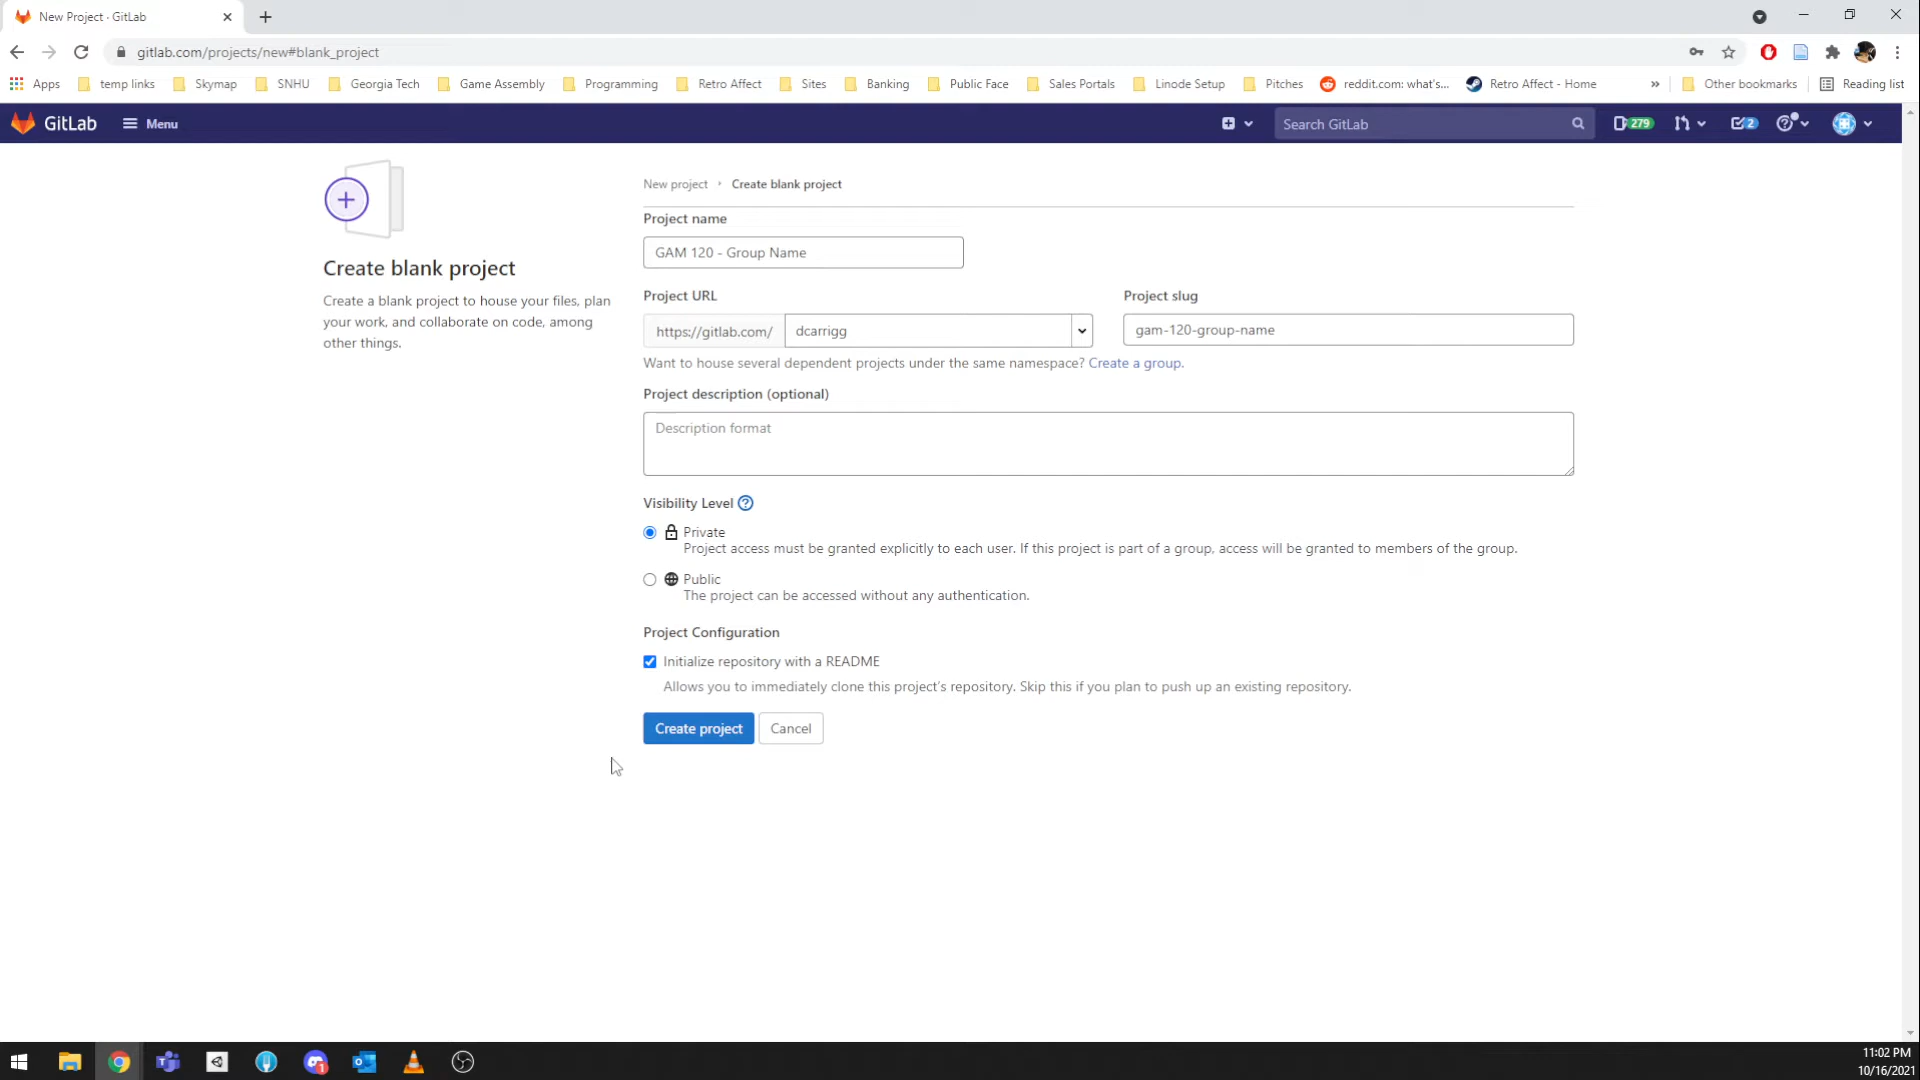 New Project · GitLab
gitlab.com/projects/new#blank_project
Apps temp links Skymap SNHU Georgia Tech Game Assembly Programming Retro Affect Sites Banking Public Face Sales Portals Linode Setup Pitches reddit.com: what's... Retro Affect - Home » Other bookmarks Reading list
GitLab Menu Search GitLab 279 2
New project › Create blank project
Project name
GAM 120 - Group Name
Create blank project
Create a blank project to house your files, plan
your work, and collaborate on code, among
other things.
Project URL Project slug
https://gitlab.com/ dcarrigg gam-120-group-name
Want to house several dependent projects under the same namespace? Create a group.
Project description (optional)
Description format
Visibility Level
Private
Project access must be granted explicitly to each user. If this project is part of a group, access will be granted to members of the group.
Public
The project can be accessed without any authentication.
Project Configuration
Initialize repository with a README
Allows you to immediately clone this project's repository. Skip this if you plan to push up an existing repository.
Create project Cancel
11:02 PM
10/16/2021